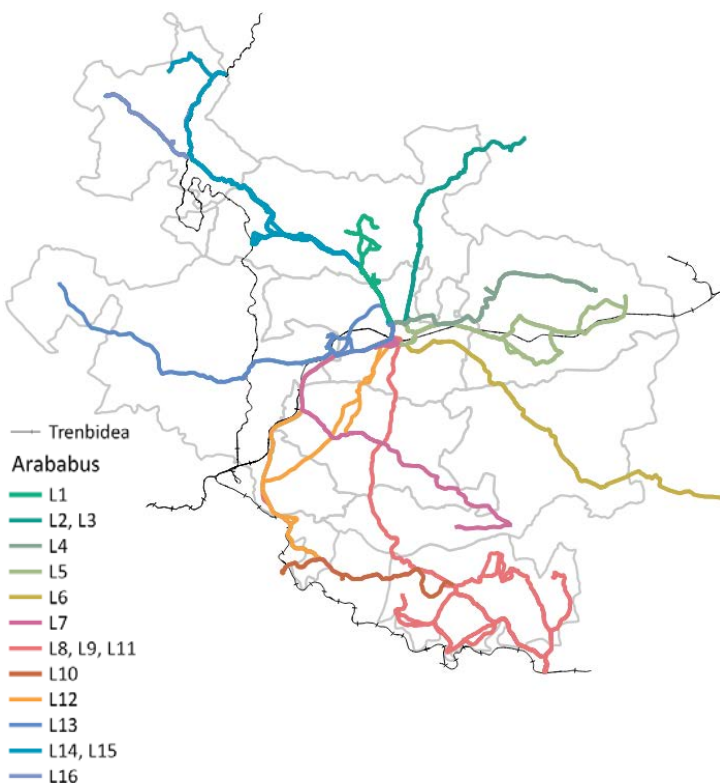 Trenbidea
Arababus
L1
L2, L3
L4
L5
L6
L7
L8, L9, L11
L10
L12
L13
L14, L15
L16